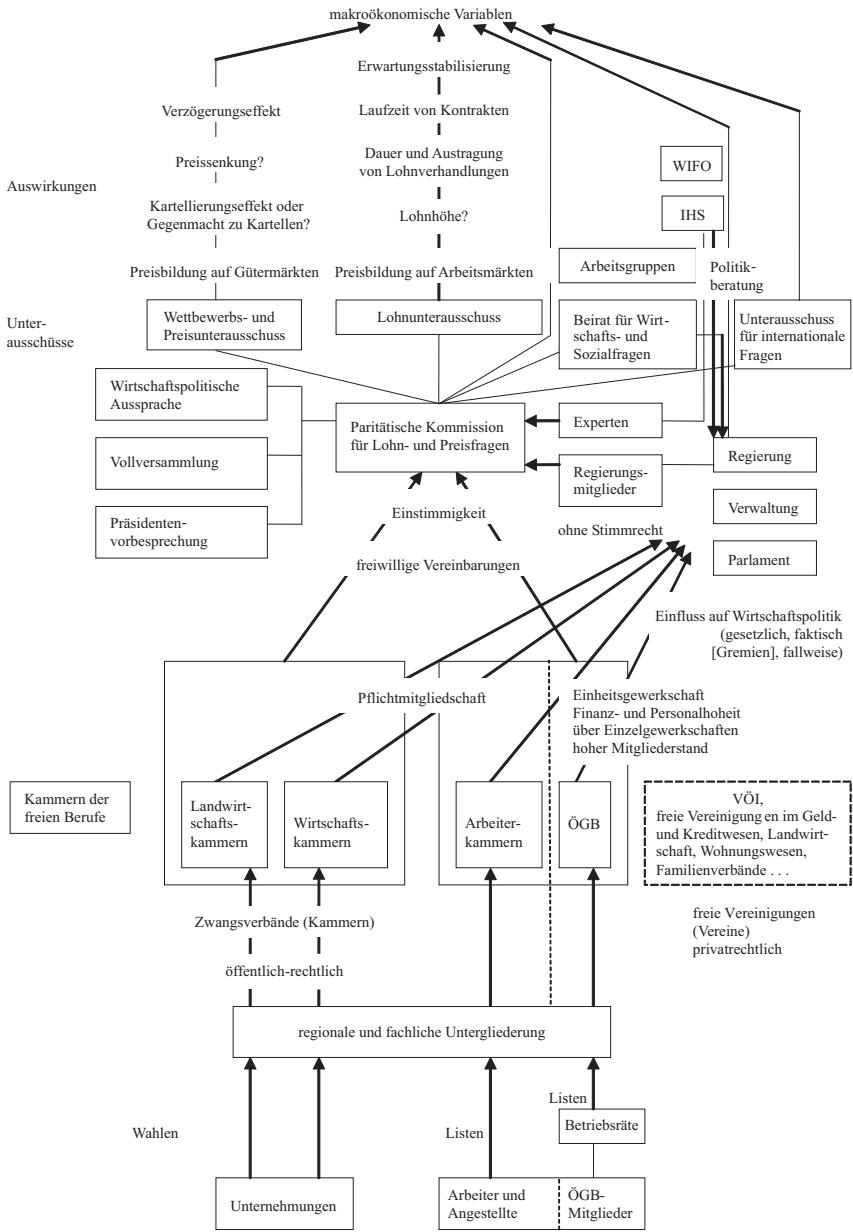 makroökonomische Variablen
Erwartungsstabilisierung
Verzögerungseffekt
Laufzeit von Kontrakten
Preissenkung?
Dauer und Austragung
von Lohnverhandlungen
WIFO
Auswirkungen
Kartellierungseffekt oder
Gegenmacht zu Kartellen?
Lohnhöhe?
IHS
Preisbildung auf Gütermärkten
Preisbildung auf Arbeitsmärkten
Arbeitsgruppen
Politik-
beratung
Unter-
ausschüsse
Wettbewerbs- und
Preisunterausschuss
Lohnunterausschuss
Beirat für Wirt-
schafts- und
Sozialfragen
Unterausschuss
für internationale
Fragen
Wirtschaftspolitische
Aussprache
Paritätische Kommission
für Lohn- und Preisfragen
Experten
Vollversammlung
Regierungs-
mitglieder
Regierung
Präsidenten-
vorbesprechung
Einstimmigkeit
ohne Stimmrecht
Verwaltung
freiwillige Vereinbarungen
Parlament
Einfluss auf Wirtschaftspolitik
(gesetzlich, faktisch
[Gremien], fallweise)
Pflichtmitgliedschaft
Einheitsgewerkschaft
Finanz- und Personalhoheit
über Einzelgewerkschaften
hoher Mitgliederstand
Kammern der
freien Berufe
Landwirt-
schafts-
kammern
Wirtschafts-
kammern
Arbeiter-
kammern
ÖGB
VÖI,
freie Vereinigung en im Geld-
und Kreditwesen, Landwirt-
schaft, Wohnungswesen,
Familienverbände . . .
Zwangsverbände (Kammern)
freie Vereinigungen
(Vereine)
privatrechtlich
öffentlich-rechtlich
regionale und fachliche Untergliederung
Wahlen
Listen
Listen
Betriebsräte
Unternehmungen
Arbeiter und
Angestellte
ÖGB-
Mitglieder